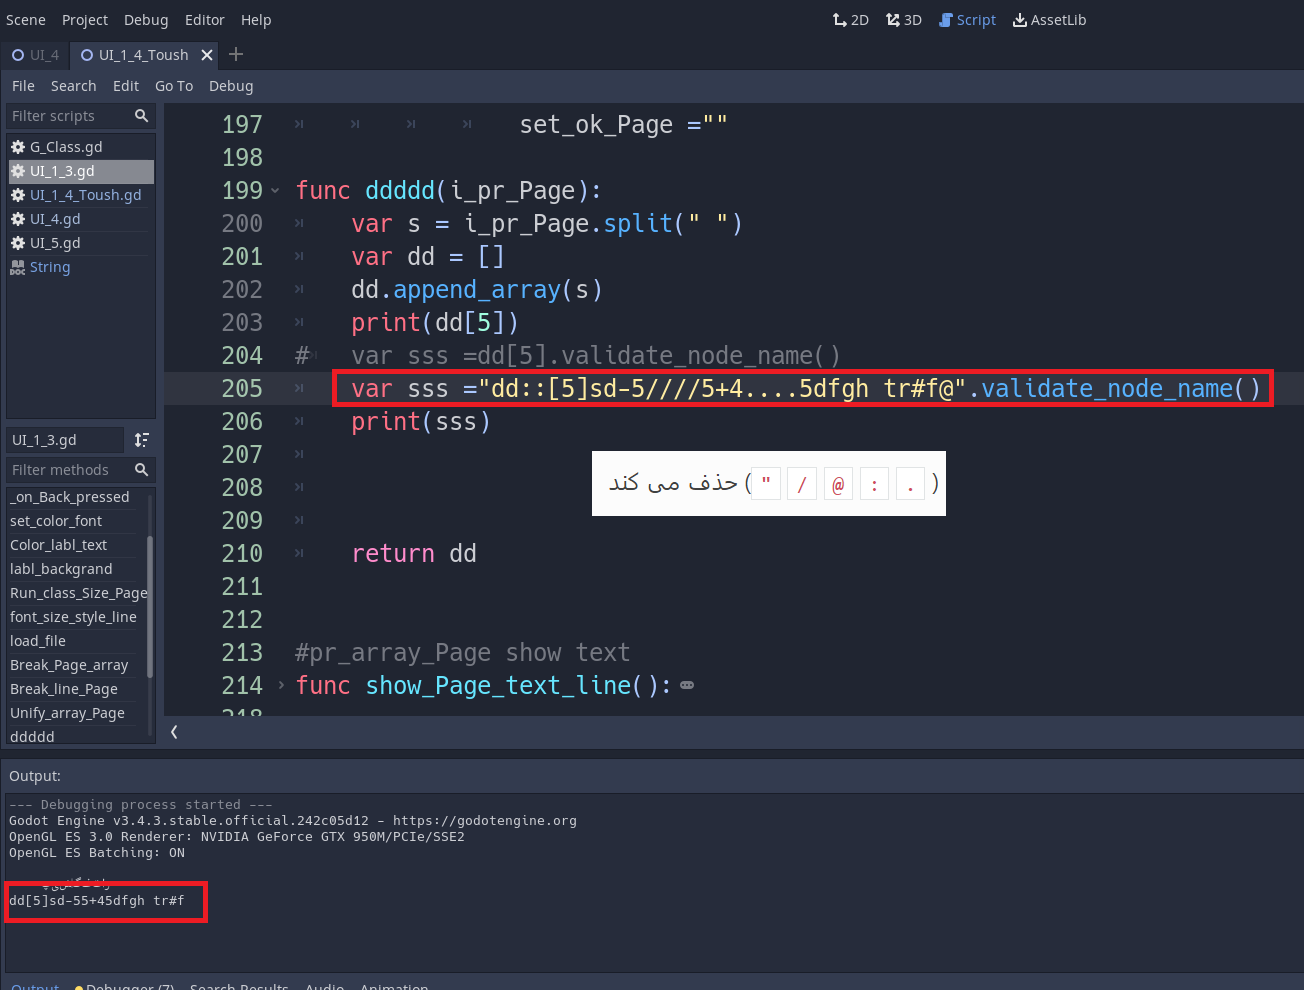 Scene Project Debug Editor Help 2D 3D Script AssetLib
UI_4 UI_1_4_Toush
File Search Edit Go To Debug
Filter scripts
G_Class.gd
UI_1_3.gd
UI_1_4_Toush.gd
UI_4.gd
UI_5.gd
String
UI_1_3.gd
Filter methods
_on_Back_pressed
set_color_font
Color_labl_text
labl_backgrand
Run_class_Size_Page
font_size_style_line
load_file
Break_Page_array
Break_line_Page
Unify_array_Page
ddddd
197 set_ok_Page =""
198
199 func ddddd(i_pr_Page):
200 var s = i_pr_Page.split(" ")
201 var dd = []
202 dd.append_array(s)
203 print(dd[5])
204 # var sss =dd[5].validate_node_name()
205 var sss ="dd::[5]sd-5////5+4....5dfgh tr#f@".validate_node_name()
206 print(sss)
207
208
209
210 return dd
211
212
213 #pr_array_Page show text
214 func show_Page_text_line():
218
(. : @ / ") حذف می کند
Output:
--- Debugging process started ---
Godot Engine v3.4.3.stable.official.242c05d12 - https://godotengine.org
OpenGL ES 3.0 Renderer: NVIDIA GeForce GTX 950M/PCIe/SSE2
OpenGL ES Batching: ON
dd[5]sd-55+45dfgh tr#f
Output Debugger (7) Search Results Audio Animation